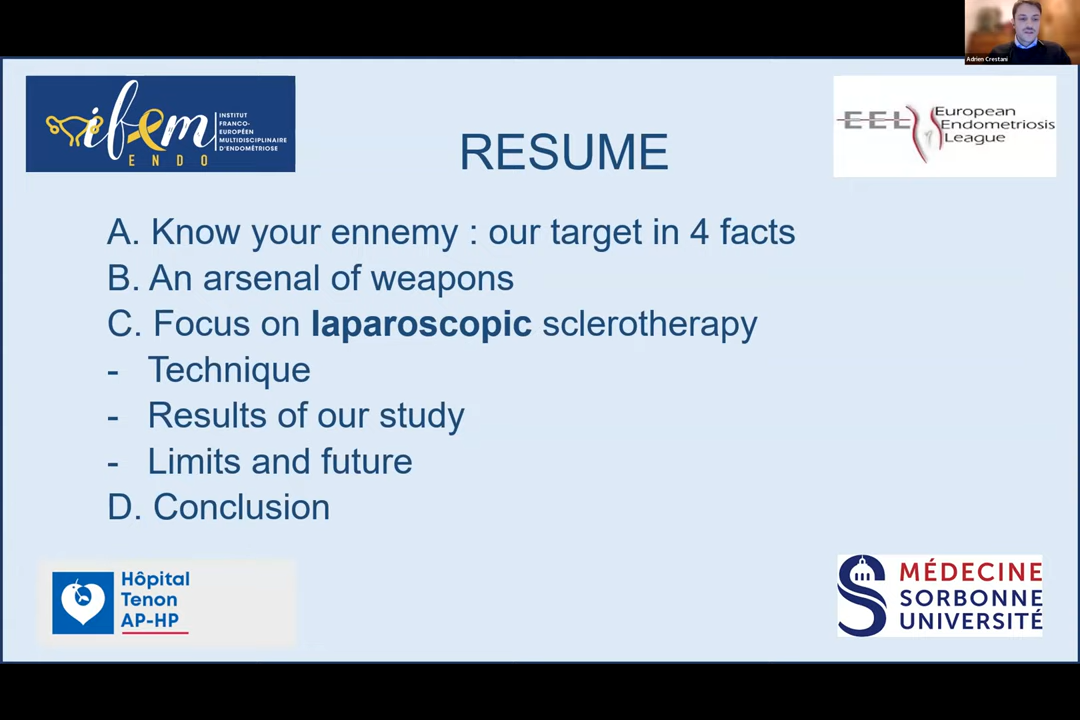 Adrien Crestani
ifem
ENDO
INSTITUT
FRANCO-
EUROPÉEN
MULTIDISCIPLINAIRE
D'ENDOMÉTRIOSE
EEL
European
Endometriosis
League
RESUME
A. Know your ennemy : our target in 4 facts
B. An arsenal of weapons
C. Focus on laparoscopic sclerotherapy
- Technique
- Results of our study
- Limits and future
D. Conclusion
Hôpital
Tenon
AP-HP
S
MÉDECINE
SORBONNE
UNIVERSITÉ